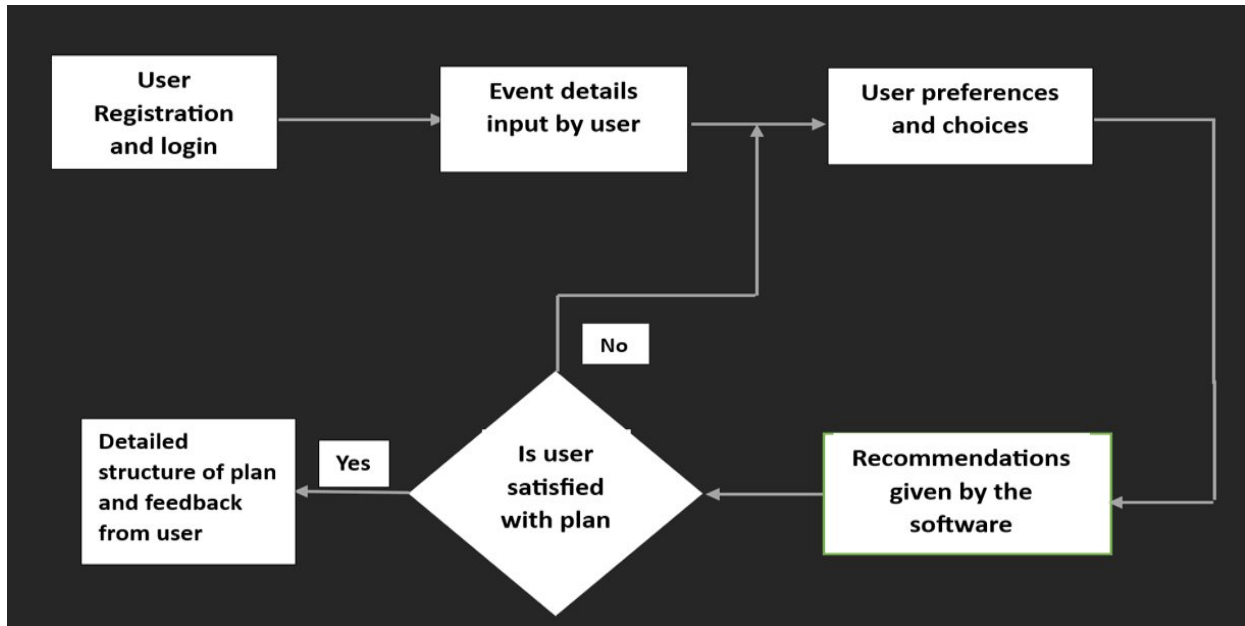 User
Registration
and login
Event details
input by user
User preferences
and choices
No
Detailed
structure of plan
and feedback
from user
Yes
Is user
satisfied
with plan
Recommendations
given by the
software